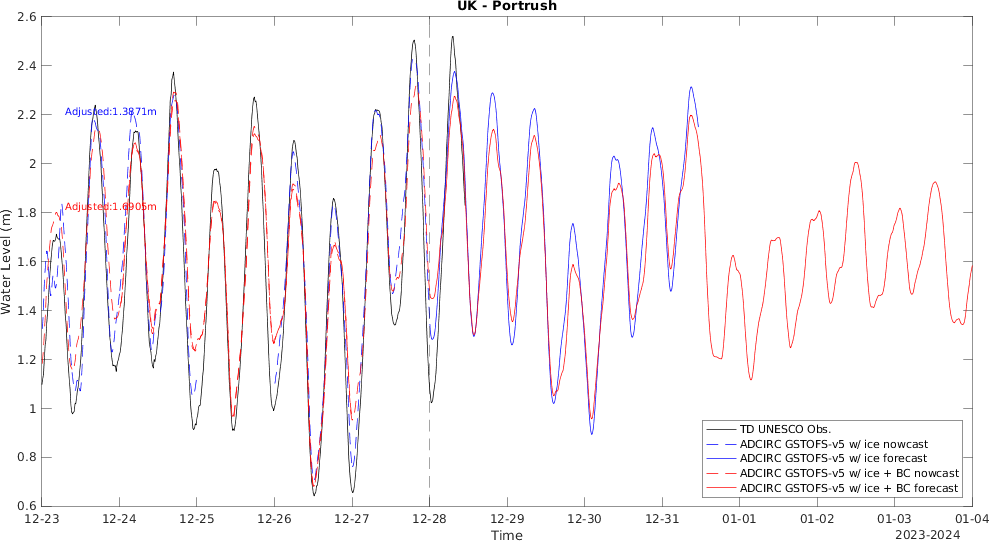 UK - Portrush
2.6
2.4
2.2
2
1.8
1.6
1.4
1.2
1
0.8
0.6
Water Level (m)
Adjusted:1.3871m
Adjusted:1.6905m
TD UNESCO Obs.
ADCIRC GSTOFS-v5 w/ ice nowcast
ADCIRC GSTOFS-v5 w/ ice forecast
ADCIRC GSTOFS-v5 w/ ice + BC nowcast
ADCIRC GSTOFS-v5 w/ ice + BC forecast
12-23 12-24 12-25 12-26 12-27 12-28 12-29 12-30 12-31 01-01 01-02 01-03 01-04
Time
2023-2024